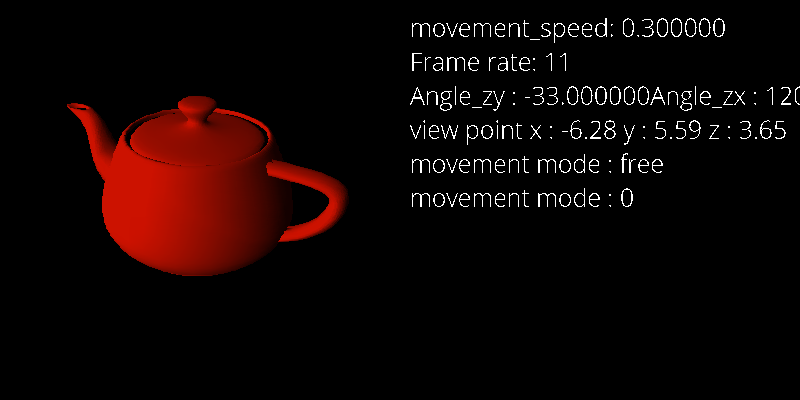 movement_speed: 0.300000
Frame rate: 11
Angle_zy : -33.000000Angle_zx : 120
view point x : -6.28 y : 5.59 z : 3.65
movement mode : free
movement mode : 0